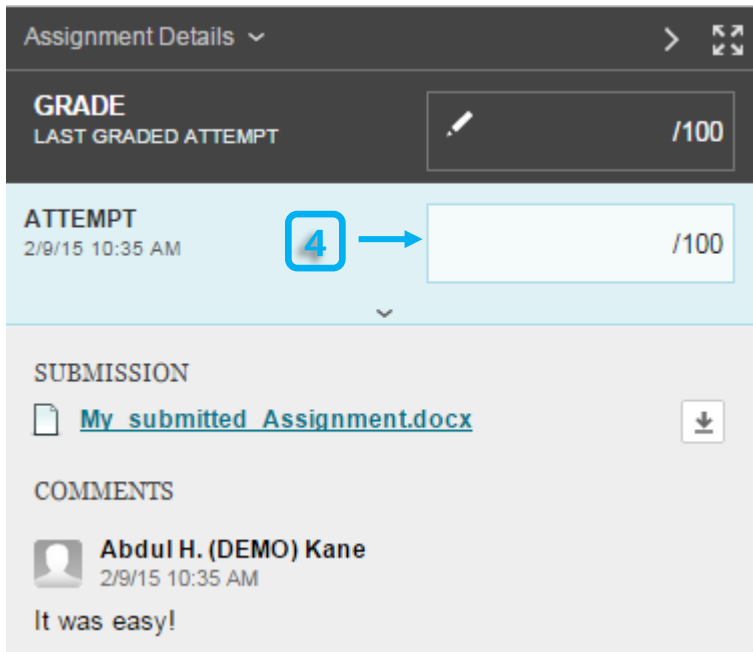 Assignment Details
GRADE
LAST GRADED ATTEMPT
/100
ATTEMPT
2/9/15 10:35 AM
4
/100
SUBMISSION
My_submitted_Assignment.docx
COMMENTS
Abdul H. (DEMO) Kane
2/9/15 10:35 AM
It was easy!